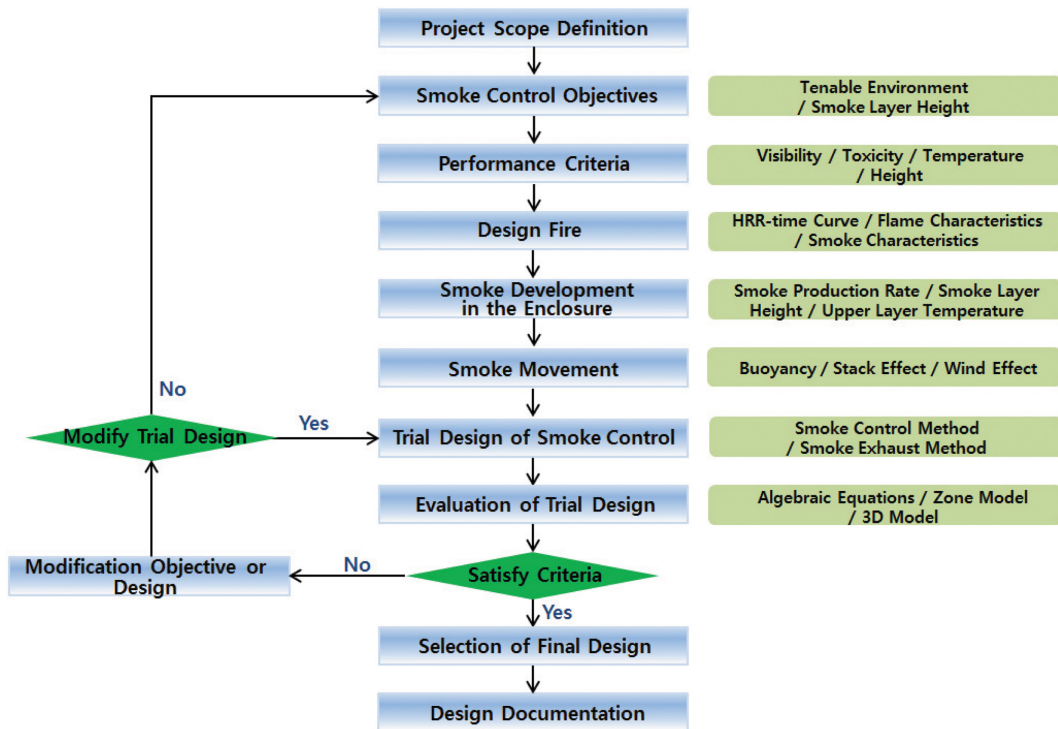 Project Scope Definition
Smoke Control Objectives
Tenable Environment
/ Smoke Layer Height
Performance Criteria
Visibility / Toxicity / Temperature
/ Height
Design Fire
HRR-time Curve / Flame Characteristics
/ Smoke Characteristics
Smoke Development
in the Enclosure
Smoke Production Rate / Smoke Layer
Height / Upper Layer Temperature
Smoke Movement
Buoyancy / Stack Effect / Wind Effect
No
Modify Trial Design
Yes
Trial Design of Smoke Control
Smoke Control Method
/ Smoke Exhaust Method
Evaluation of Trial Design
Algebraic Equations / Zone Model
/ 3D Model
Modification Objective or
Design
No
Satisfy Criteria
Yes
Selection of Final Design
Design Documentation